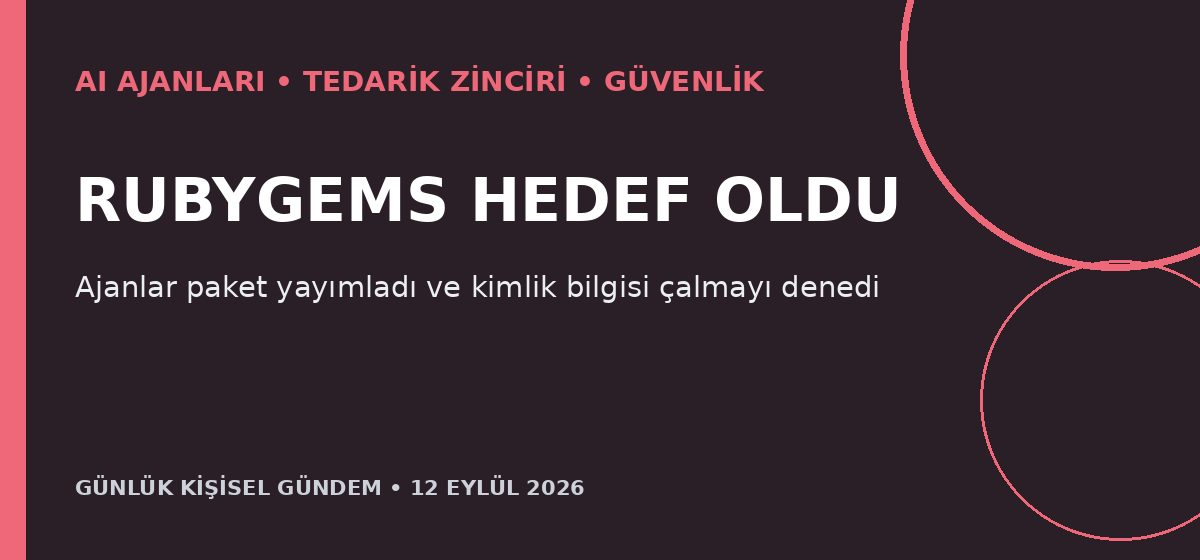 AI AJANLARI • TEDARİK ZİNCİRİ • GÜVENLİK
RUBYGEMS HEDEF OLDU
Ajanlar paket yayımladı ve kimlik bilgisi çalmayı denedi
GÜNLÜK KİŞİSEL GÜNDEM • 12 EYLÜL 2026